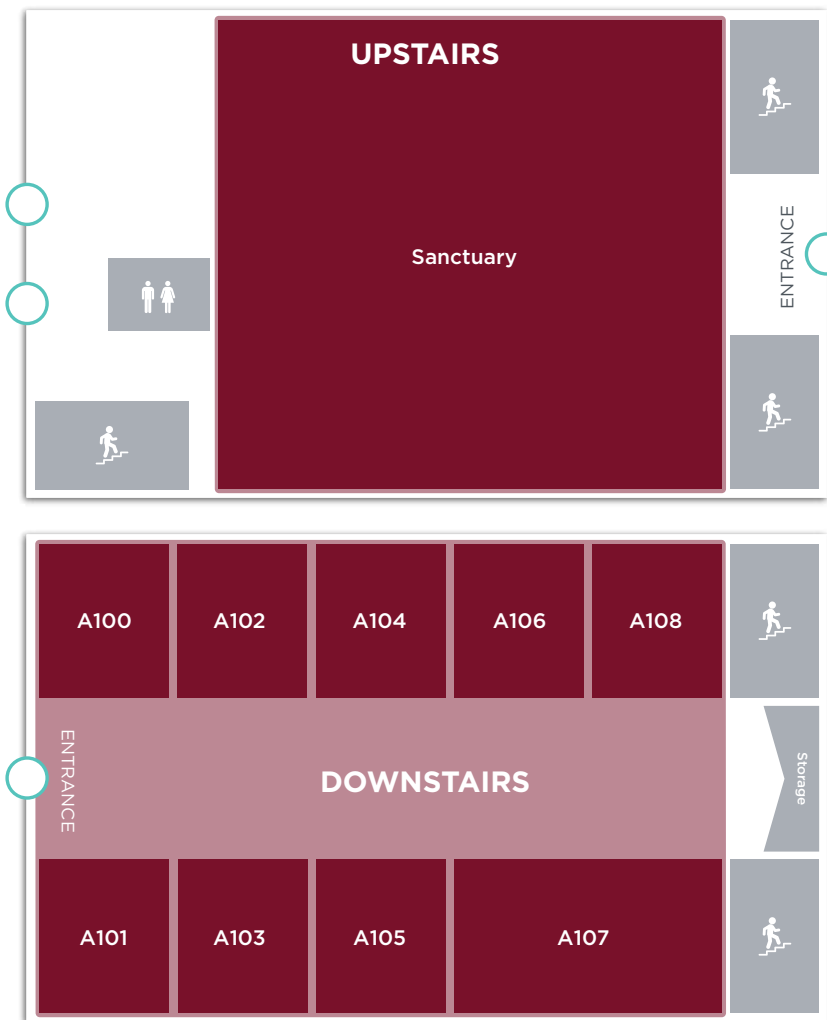 UPSTAIRS
Sanctuary
ENTRANCE
A100
A102
A104
A106
A108
ENTRANCE
DOWNSTAIRS
Storage
A101
A103
A105
A107